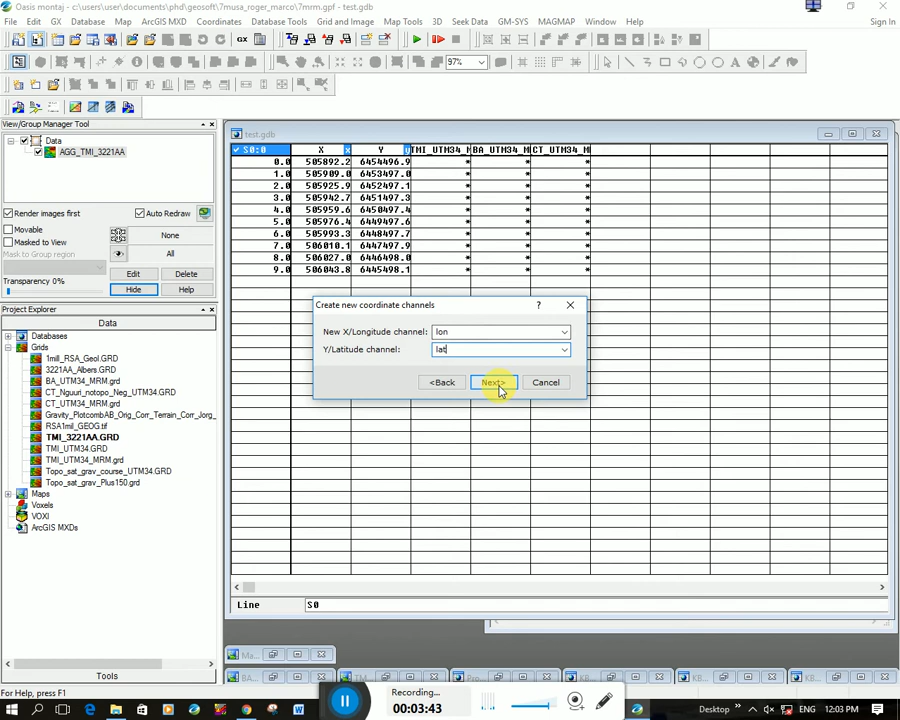 Oasis montaj - c:\users\user\documents\phd\geosoft\7musa_roger_marco\7mrm.gpf - test.gdb
File Edit GX Database Map ArcGIS MXD Coordinates Database Tools Grid and Image Map Tools 3D Seek Data GM-SYS MAGMAP Window Help Sign In
GX
97%
View/Group Manager Tool
Data
AGG_TMI_3221AA
Render images first Auto Redraw
Movable
None
Masked to View
Mask to Group region
All
Transparency 0%
Edit Delete
Hide Help
Project Explorer
Data
Databases
Grids
1mill_RSA_Geol.GRD
3221AA_Albers.GRD
BA_UTM34_MRM.grd
CT_Nguuri_notopo_Neg_UTM34.GRD
CT_UTM34_MRM.grd
Gravity_PlotcombAB_Orig_Corr_Terrain_Corr_Jorg_
RSA1mil_GEOG.tif
TMI_3221AA.GRD
TMI_UTM34.GRD
TMI_UTM34_MRM.grd
Topo_sat_grav_course_UTM34.GRD
Topo_sat_grav_Plus150.grd
Maps
Voxels
VOXI
ArcGIS MXDs
Tools
test.gdb
S0:0 X x Y y TMI_UTM34_M BA_UTM34_M CT_UTM34_M
0.0 505892.2 6454496.9 * * *
1.0 505909.0 6453497.0 * * *
2.0 505925.9 6452497.1 * * *
3.0 505942.7 6451497.3 * * *
4.0 505959.6 6450497.4 * * *
5.0 505976.4 6449497.6 * * *
6.0 505993.3 6448497.7 * * *
7.0 506010.1 6447497.9 * * *
8.0 506027.0 6446498.0 * * *
9.0 506043.8 6445498.1 * * *
Create new coordinate channels ?
New X/Longitude channel: lon
Y/Latitude channel: lat
<Back Next> Cancel
Line S0
Ma...
BA... TM... Pro... KB... KB... KB...
For Help, press F1
Recording...
00:03:43
Desktop ENG 12:03 PM